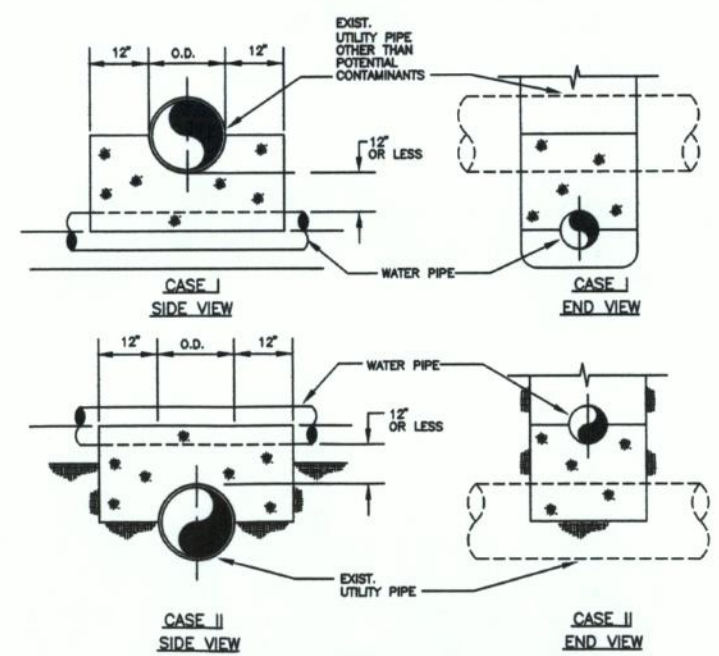 EXIST.
UTILITY PIPE
OTHER THAN
POTENTIAL
CONTAMINANTS
12"
O.D.
12"
12"
OR LESS
WATER PIPE
CASE I
SIDE VIEW
CASE I
END VIEW
12"
O.D.
12"
WATER PIPE
12"
OR LESS
EXIST.
UTILITY PIPE
CASE II
SIDE VIEW
CASE II
END VIEW